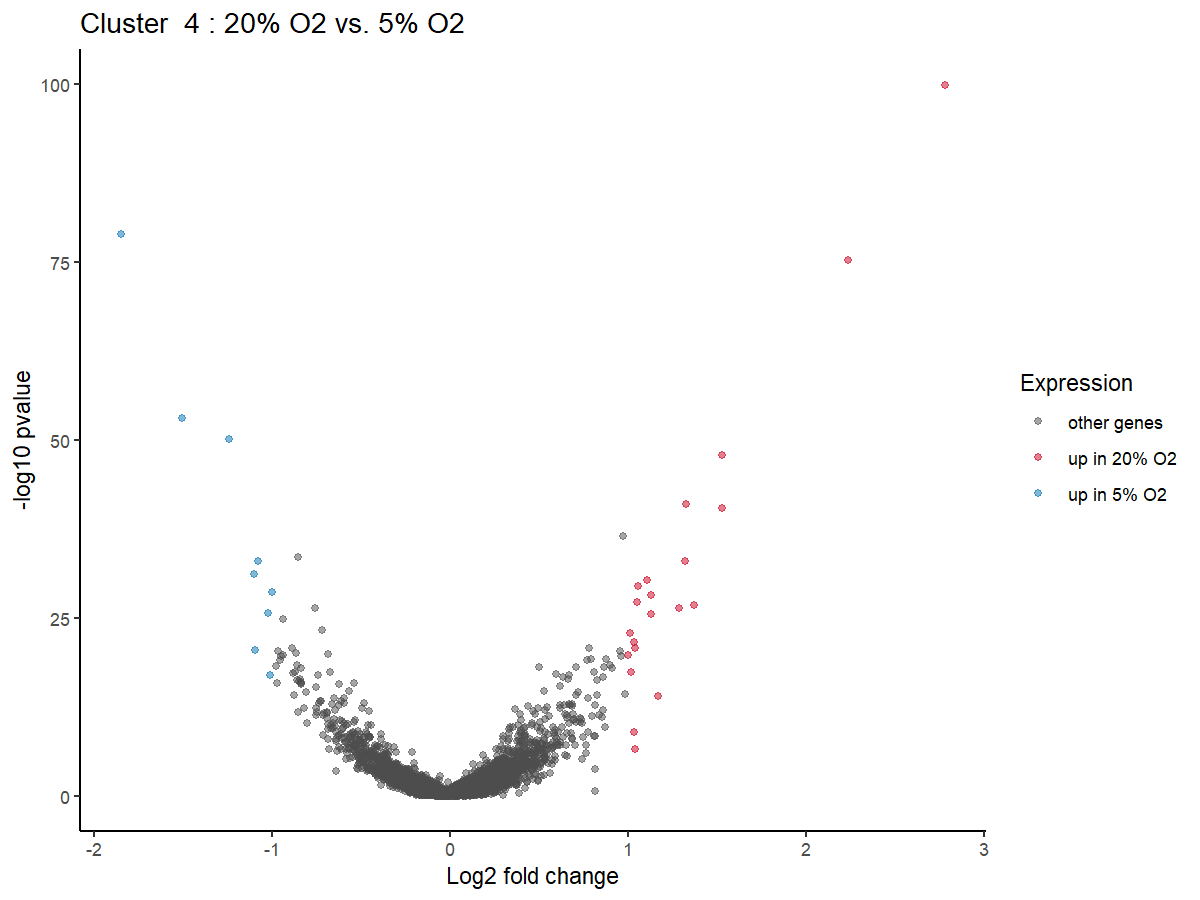 Cluster  4 : 20% O2 vs. 5% O2
100
75
50
25
0
-log10 pvalue
-2
-1
0
1
2
3
Log2 fold change
Expression
other genes
up in 20% O2
up in 5% O2